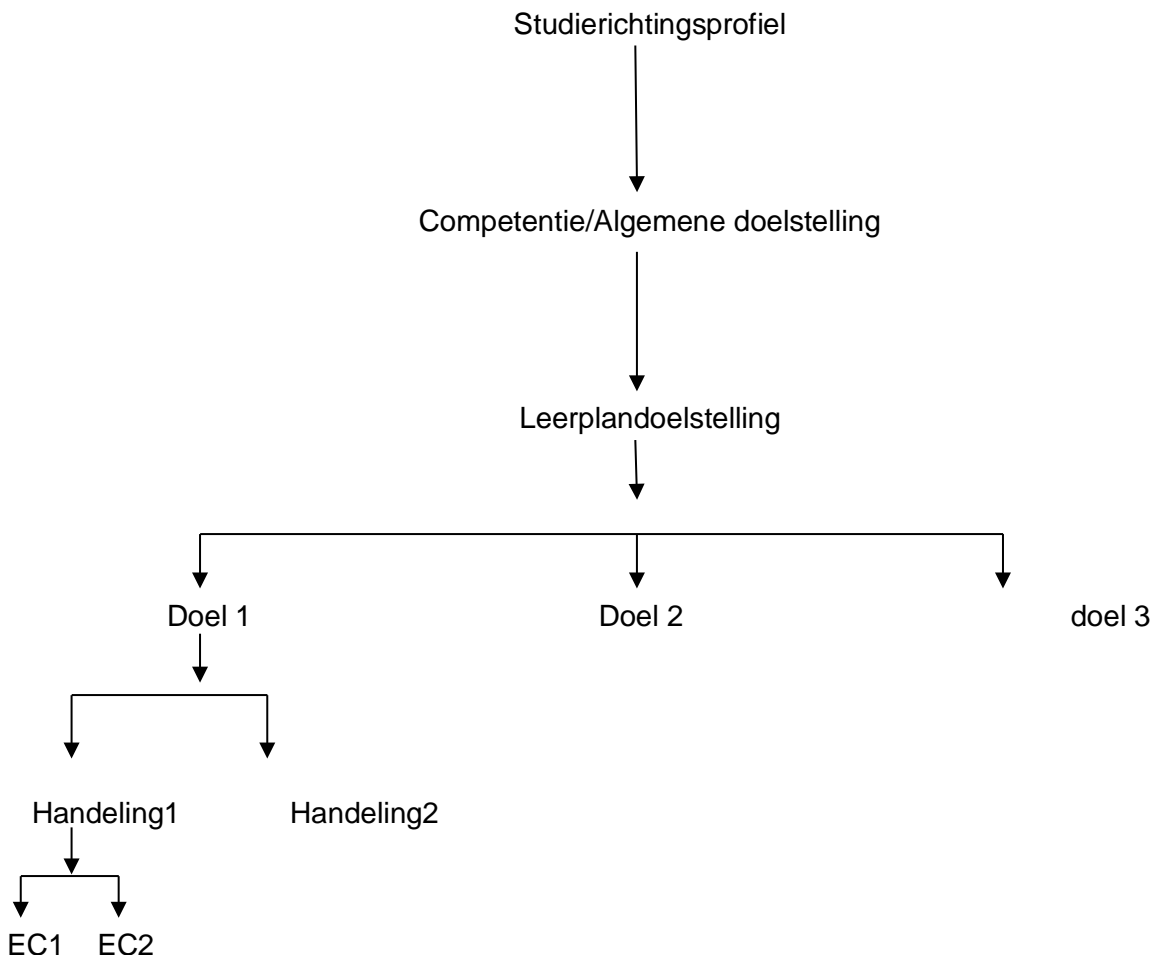 Studierichtingsprofiel
Competentie/Algemene doelstelling
Leerplandoelstelling
Doel 1 Doel 2 doel 3
Handeling1 Handeling2
EC1 EC2